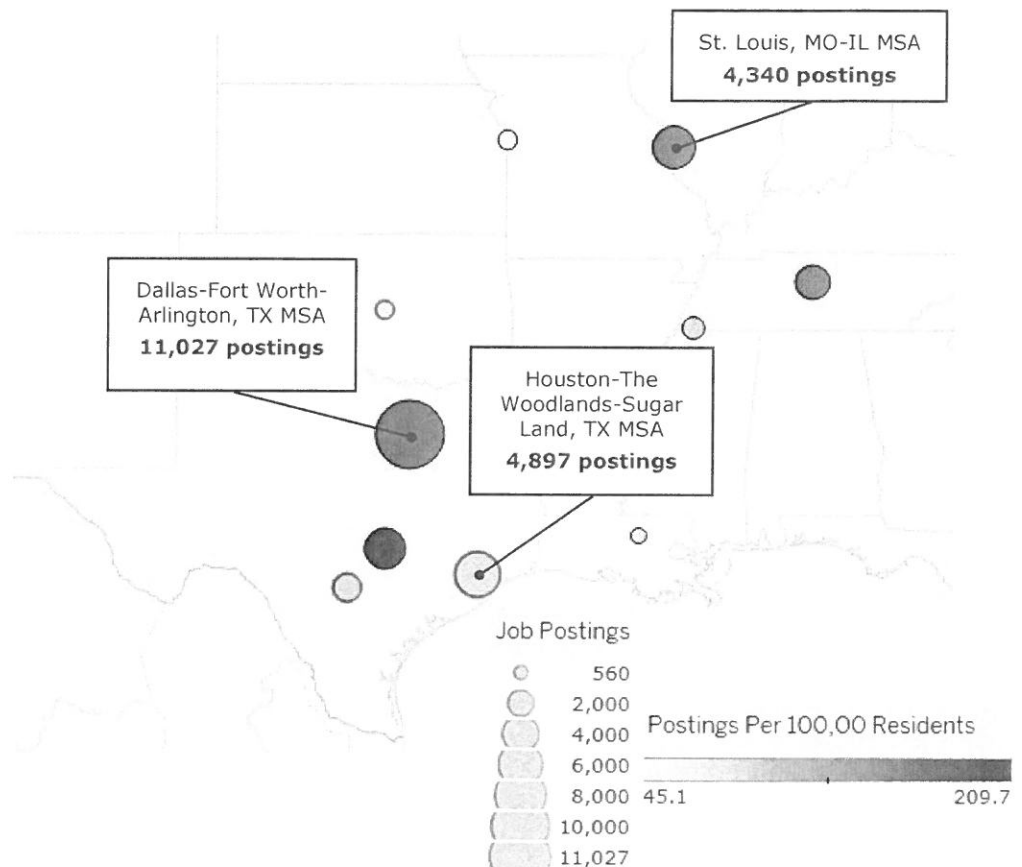 St. Louis, MO-IL MSA
4,340 postings
Dallas-Fort Worth-
Arlington, TX MSA
11,027 postings
Houston-The
Woodlands-Sugar
Land, TX MSA
4,897 postings
Job Postings
560
2,000
4,000
6,000
8,000
10,000
11,027
Postings Per 100,00 Residents
45.1
209.7